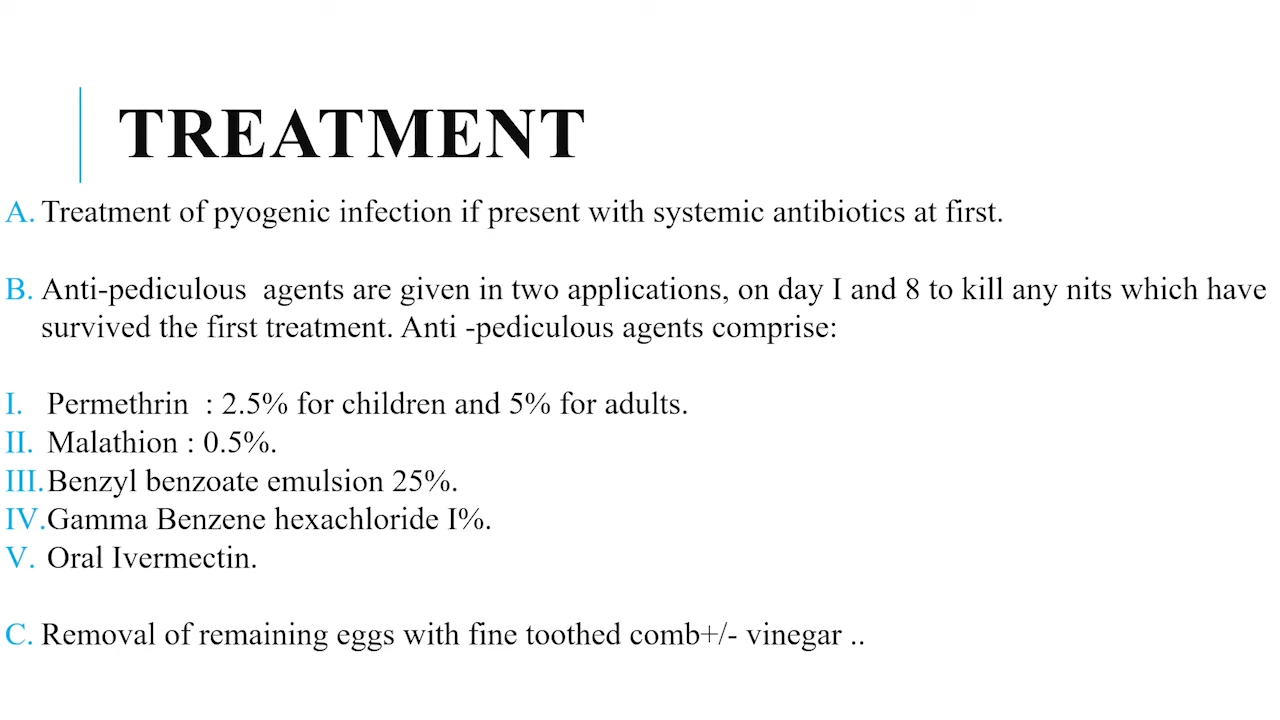 TREATMENT
A. Treatment of pyogenic infection if present with systemic antibiotics at first.
B. Anti-pediculous agents are given in two applications, on day I and 8 to kill any nits which have
survived the first treatment. Anti -pediculous agents comprise:
I. Permethrin : 2.5% for children and 5% for adults.
II. Malathion : 0.5%.
III. Benzyl benzoate emulsion 25%.
IV. Gamma Benzene hexachloride I%.
V. Oral Ivermectin.
C. Removal of remaining eggs with fine toothed comb+/- vinegar ..